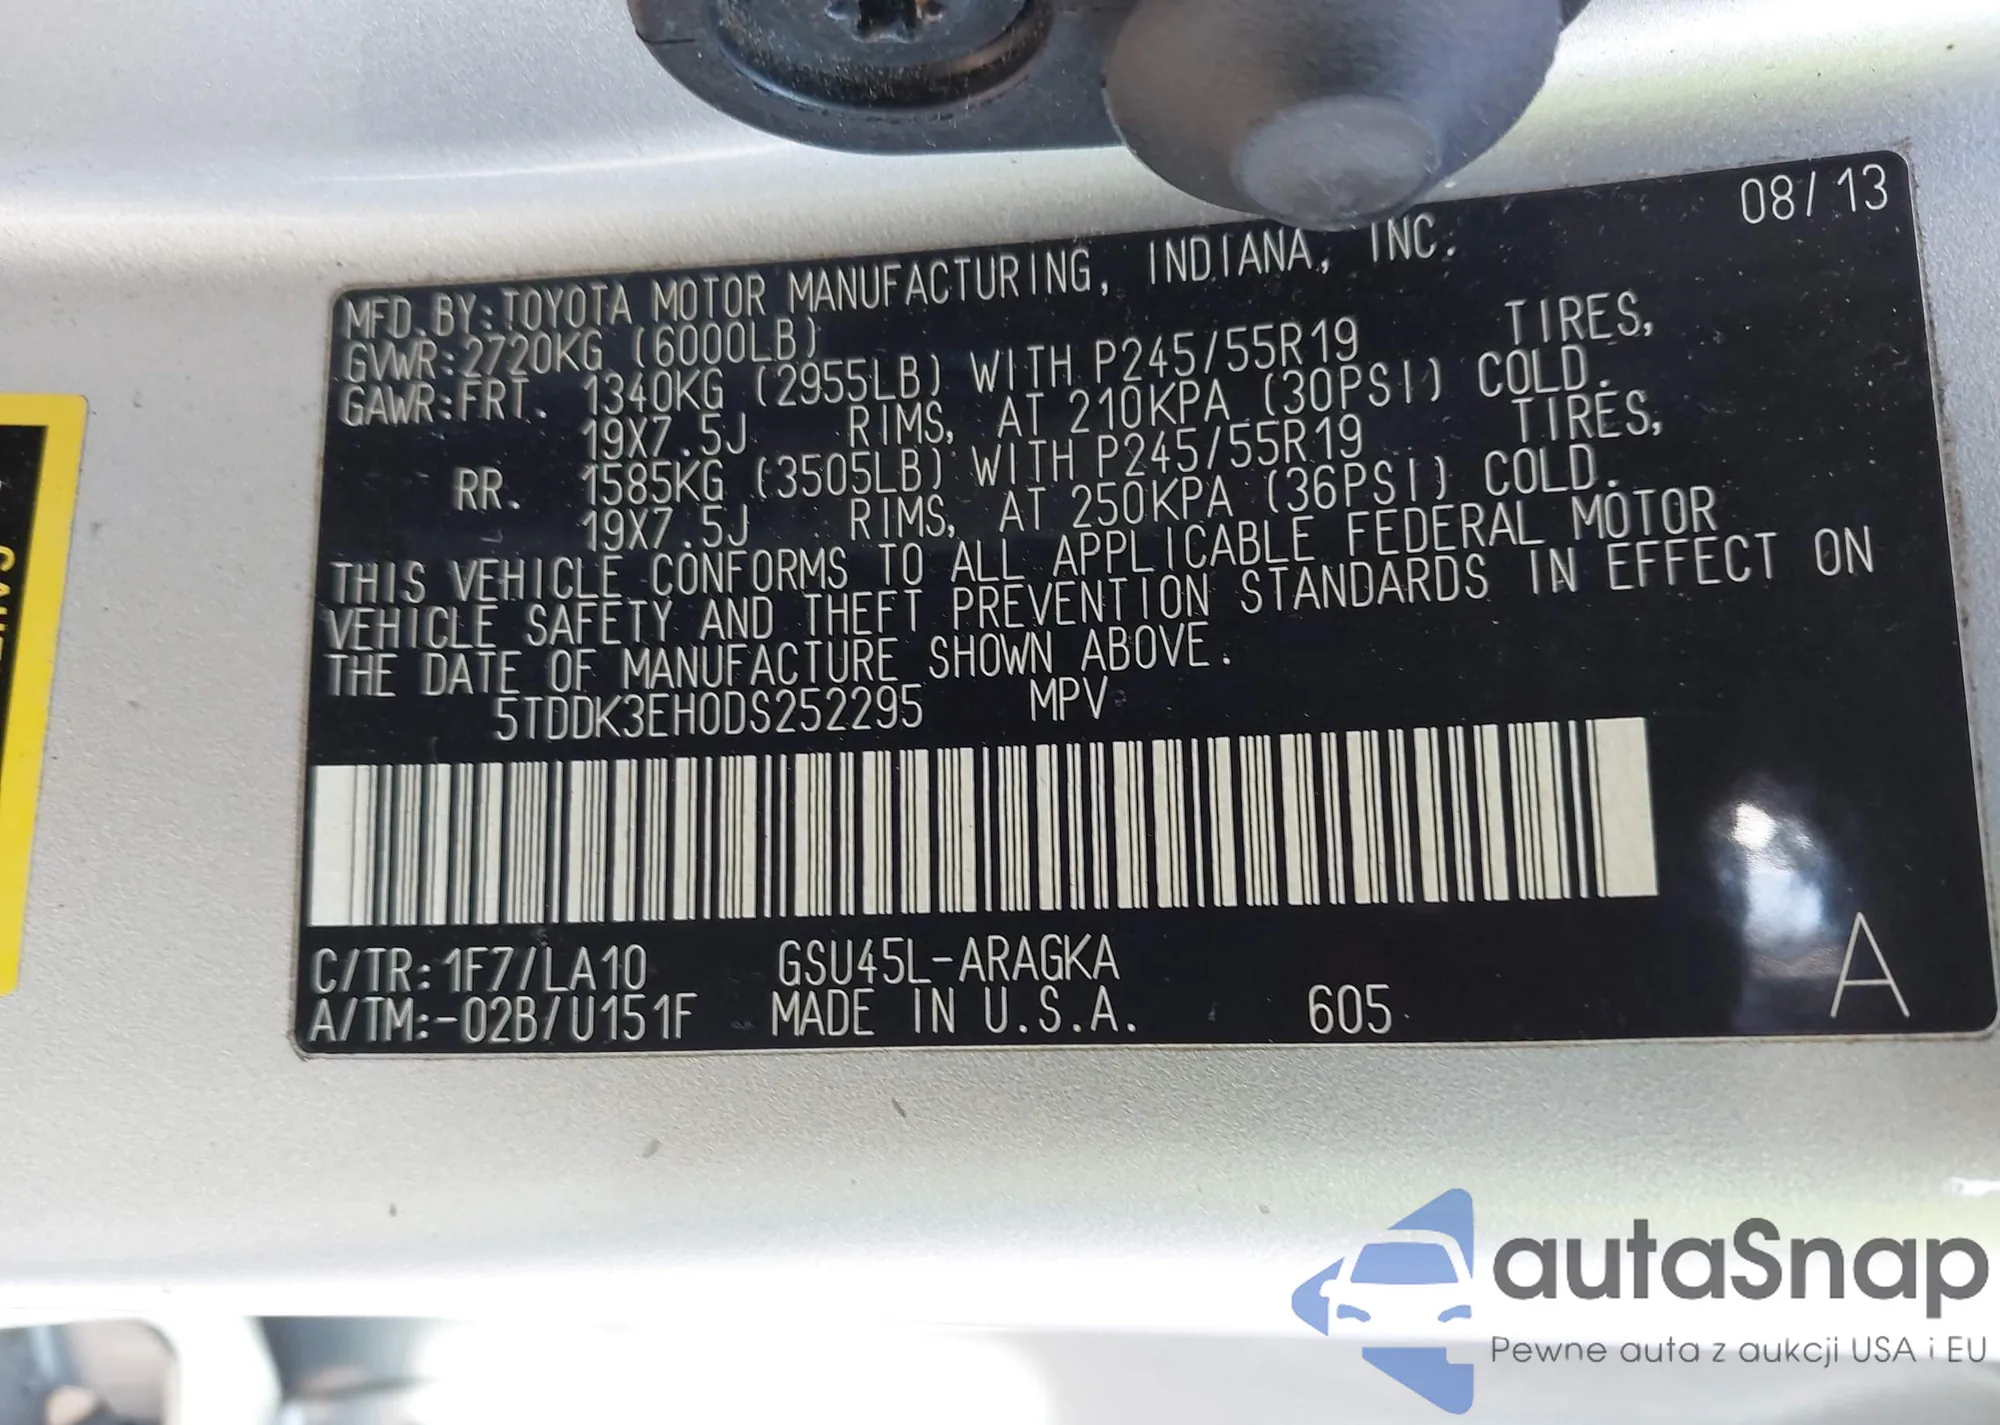 08/13
MFD.BY:TOYOTA MOTOR MANUFACTURING, INDIANA, INC.
GVWR:2720KG (6000LB)
GAWR:FRT. 1340KG (2955LB) WITH P245/55R19 TIRES,
19X7.5J RIMS, AT 210KPA (30PSI) COLD.
RR. 1585KG (3505LB) WITH P245/55R19 TIRES,
19X7.5J RIMS, AT 250KPA (36PSI) COLD.
THIS VEHICLE CONFORMS TO ALL APPLICABLE FEDERAL MOTOR
VEHICLE SAFETY AND THEFT PREVENTION STANDARDS IN EFFECT ON
THE DATE OF MANUFACTURE SHOWN ABOVE.
5TDDK3EH0DS252295 MPV
C/TR:1F7/LA10 GSU45L-ARAGKA
A/TM:-02B/U151F MADE IN U.S.A. 605 A
autaSnap
Pewne auta z aukcji USA i EU